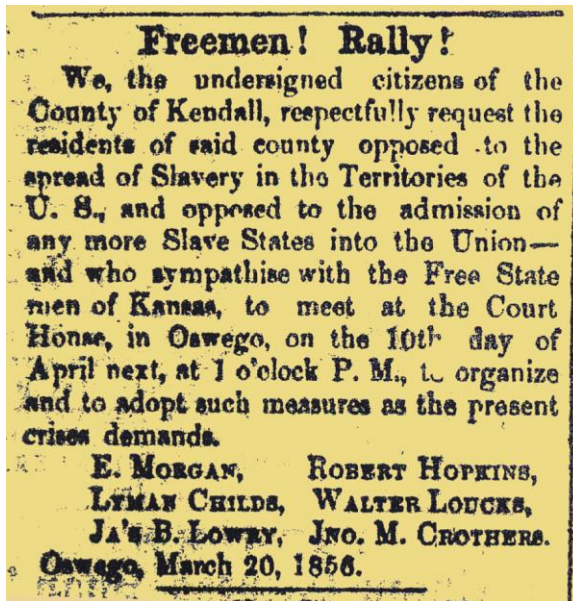 Freemen! Rally!
We, the undersigned citizens of the
County of Kendall, respectfully request the
residents of said county opposed to the
spread of Slavery in the Territories of the
U. S., and opposed to the admission of
any more Slave States into the Union—
and who sympathise with the Free State
men of Kansas, to meet at the Court
House, in Oswego, on the 10th day of
April next, at 1 o'clock P. M., to organize
and to adopt such measures as the present
crises demands.
E. MORGAN, ROBERT HOPKINS,
LYMAN CHILDS, WALTER LOUCKS,
JA'S B. LOWRY, JNO. M. CROTHERS.
Oswego, March 20, 1856.